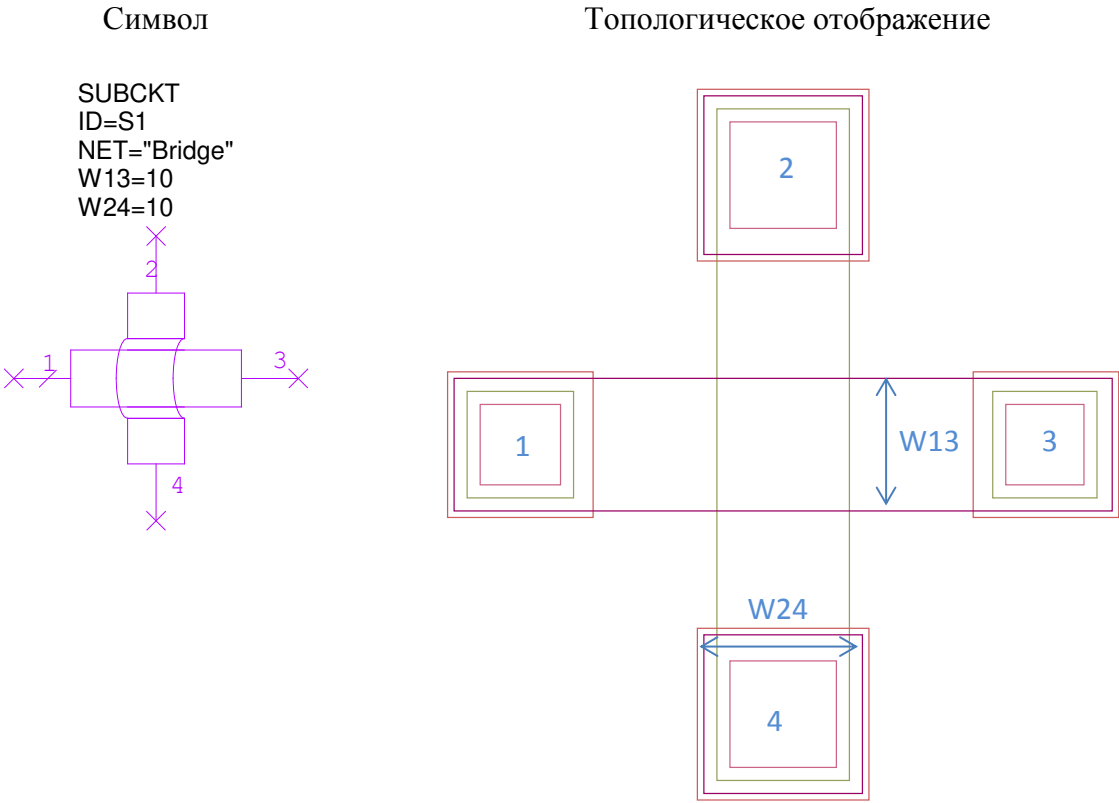 Символ
Топологическое отображение
SUBCKT
ID=S1
NET="Bridge"
W13=10
W24=10
2
1
3
4
2
1
W13
3
W24
4